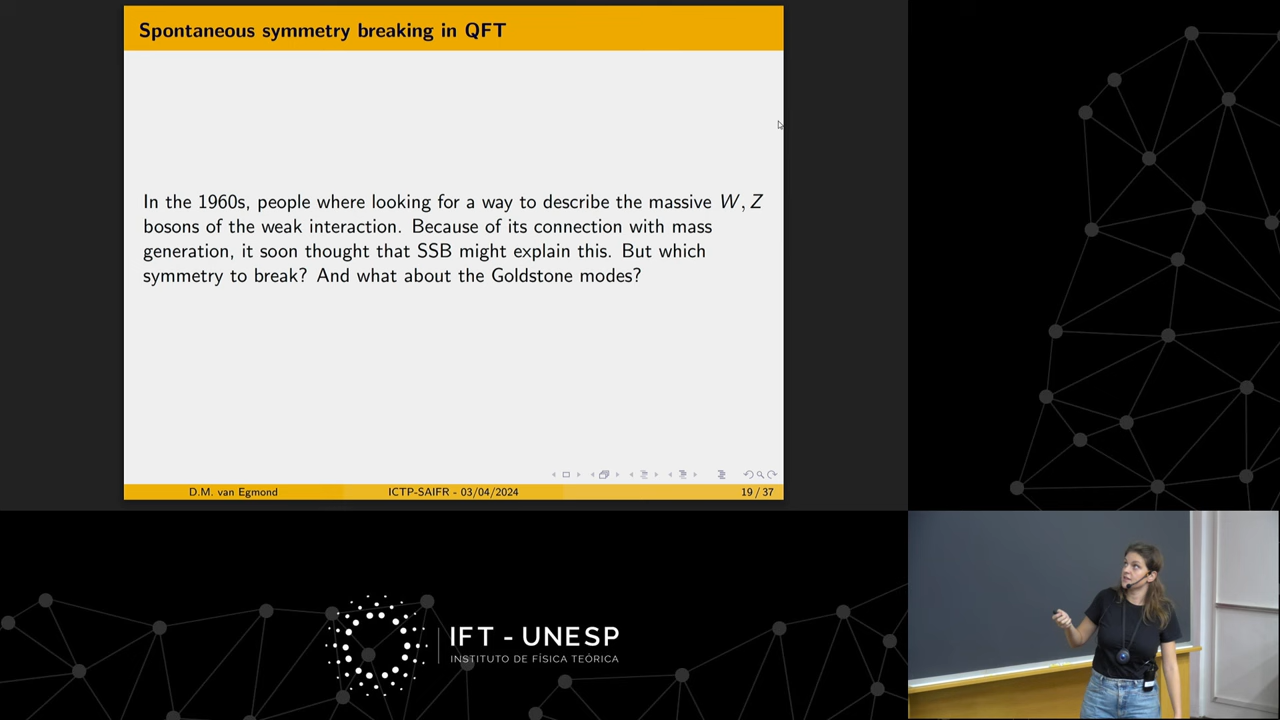 Spontaneous symmetry breaking in QFT
In the 1960s, people where looking for a way to describe the massive W, Z
bosons of the weak interaction. Because of its connection with mass
generation, it soon thought that SSB might explain this. But which
symmetry to break? And what about the Goldstone modes?
D.M. van Egmond
ICTP-SAIFR - 03/04/2024
19 / 37
IFT - UNESP
INSTITUTO DE FÍSICA TEÓRICA